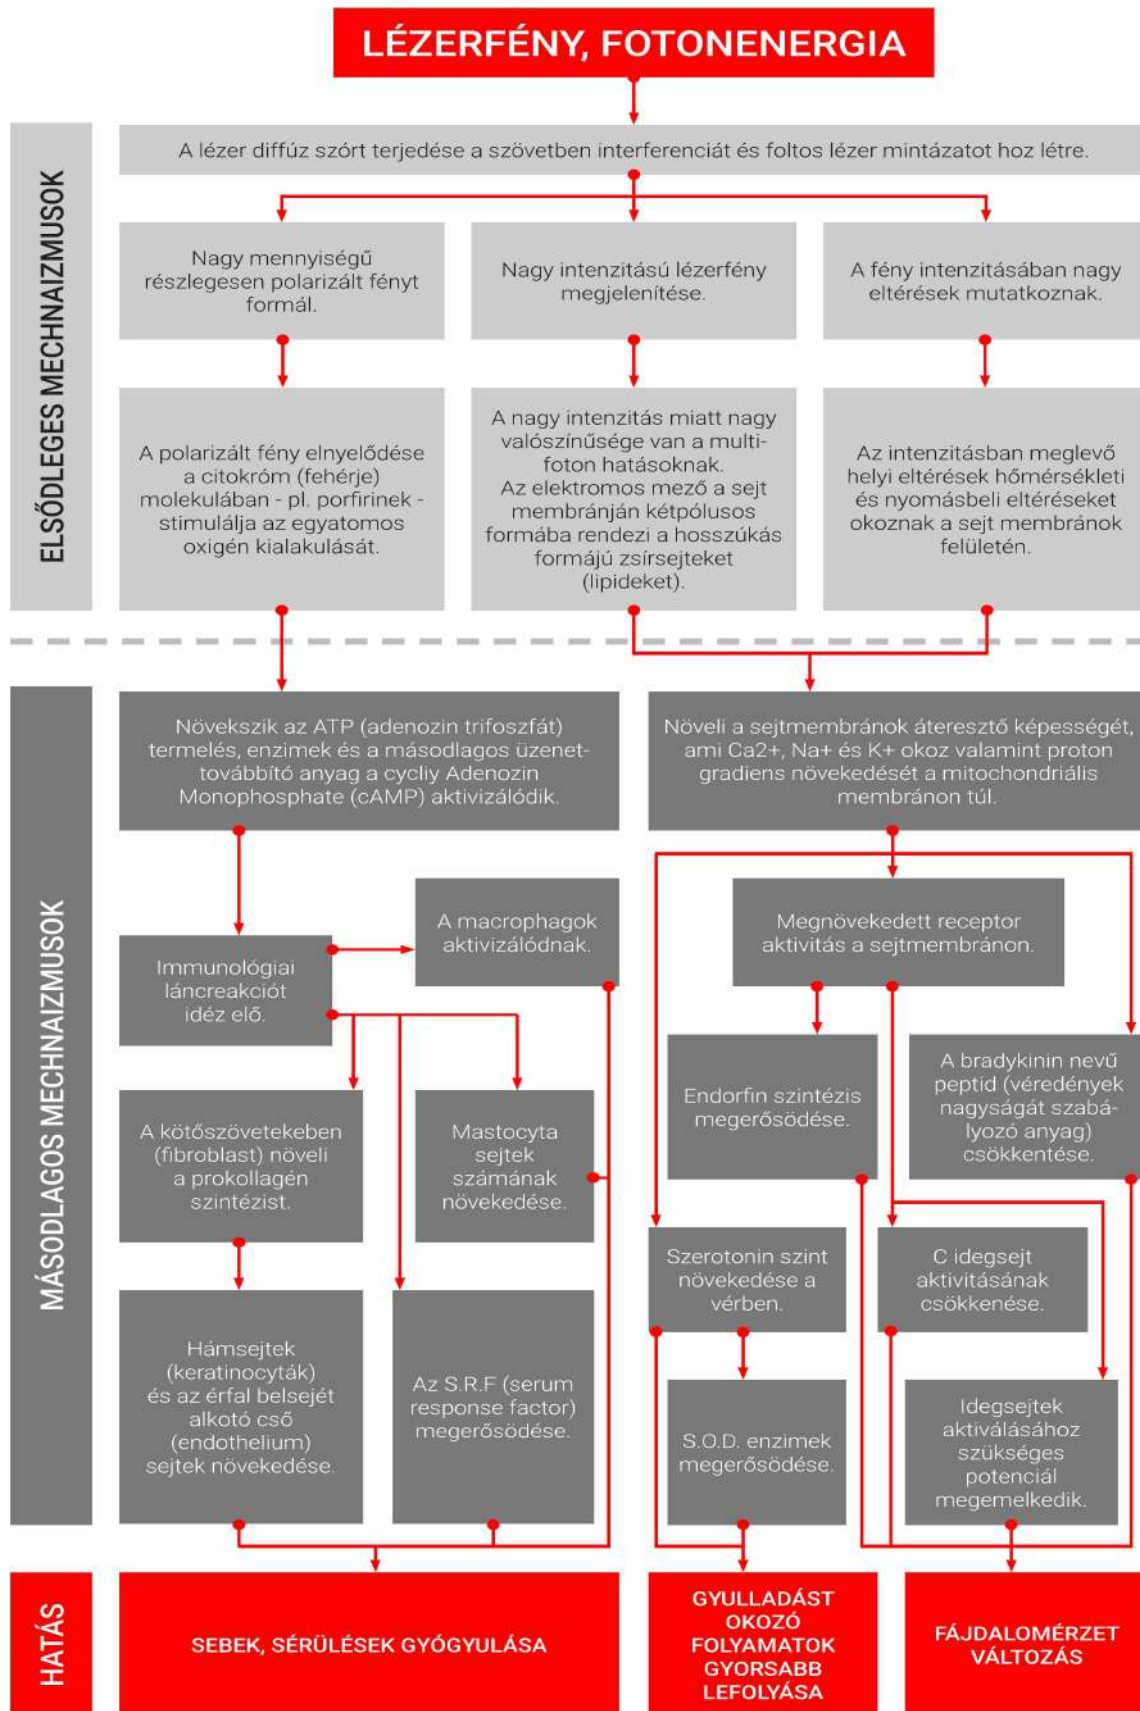 LÉZERFÉNY, FOTONENERGIA
ELSŐDLEGES MECHNAIZMUSOK
A lézer diffúz szórt terjedése a szövetben interferenciát és foltos lézer mintázatot hoz létre.
Nagy mennyiségű
részlegesen polarizált fényt
formál.
Nagy intenzitású lézerfény
megjelenítése.
A fény intenzitásában nagy
eltérések mutatkoznak.
A polarizált fény elnyelődése
a citokróm (fehérje)
molekulában - pl. porfirinek -
stimulálja az egyatomos
oxigén kialakulását.
A nagy intenzitás miatt nagy
valószínűsége van a multi-
foton hatásoknak.
Az elektromos mező a sejt
membránján kétpólusos
formába rendezi a hosszúkás
formájú zsírsejteket
(lipideket).
Az intenzitásban meglevő
helyi eltérések hőmérsékleti
és nyomásbeli eltéréseket
okoznak a sejt membránok
felületén.
MÁSODLAGOS MECHNAIZMUSOK
Növekszik az ATP (adenozin trifoszfát)
termelés, enzimek és a másodlagos üzenet-
továbbító anyag a cycliy Adenozin
Monophosphate (cAMP) aktivizálódik.
Növeli a sejtmembránok áteresztő képességét,
ami Ca2+, Na+ és K+ okoz valamint proton
gradiens növekedését a mitochondriális
membránon túl.
A macrophagok
aktivizálódnak.
Megnövekedett receptor
aktivitás a sejtmembránon.
Immunológiai
láncreakciót
idéz elő.
Endorfin szintézis
megerősödése.
A bradykinin nevű
peptid (véredények
nagyságát szabá-
lyozó anyag)
csökkentése.
A kötőszövetekeben
(fibroblast) növeli
a prokollagén
szintézist.
Mastocyta
sejtek
számának
növekedése.
Szerotonin szint
növekedése a
vérben.
C idegsejt
aktivitásának
csökkenése.
Hámsejtek
(keratinocyták)
és az érfal belsejét
alkotó cső
(endothelium)
sejtek növekedése.
Az S.R.F (serum
response factor)
megerősödése.
S.O.D. enzimek
megerősödése.
Idegsejtek
aktiválásához
szükséges
potenciál
megemelkedik.
HATÁS
SEBEK, SÉRÜLÉSEK GYÓGYULÁSA
GYULLADÁST
OKOZÓ
FOLYAMATOK
GYORSABB
LEFOLYÁSA
FÁJDALOMÉRZET
VÁLTOZÁS